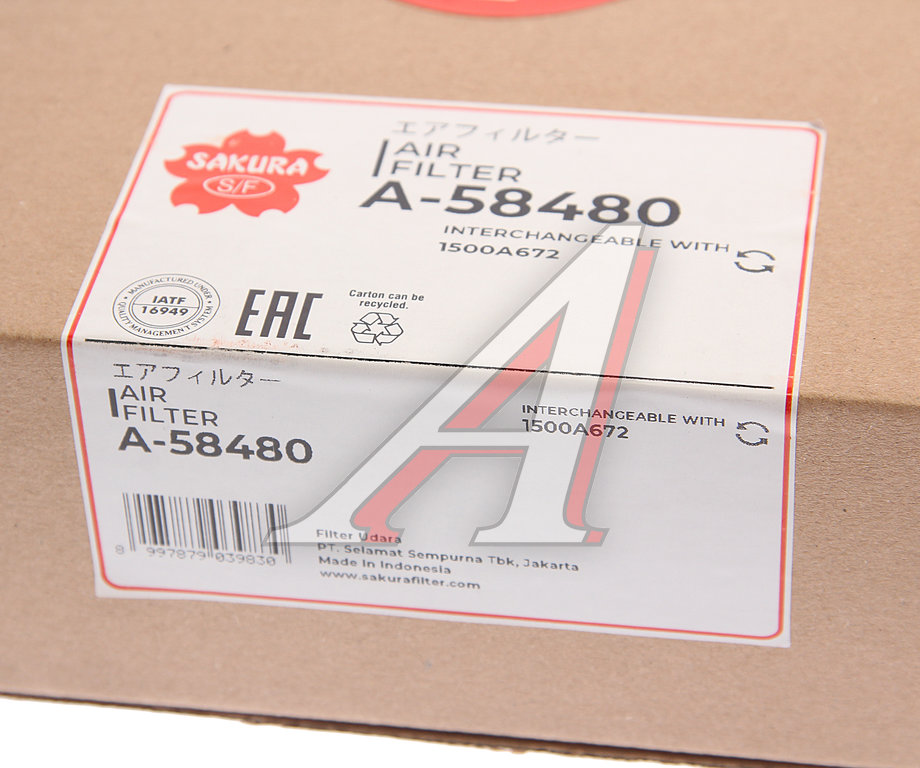 エアフィルター
AIR
FILTER
A-58480
SAKURA
S/F
INTERCHANGEABLE WITH
1500A672
MANUFACTURED UNDER
IATF
16949
QUALITY MANAGEMENT SYSTEM
EAC
Carton can be
recycled.
エアフィルター
AIR
FILTER
A-58480
INTERCHANGEABLE WITH
1500A672
8 997879 039830
Filter Udara
PT. Selamat Sempurna Tbk, Jakarta
Made In Indonesia
www.sakurafilter.com
A